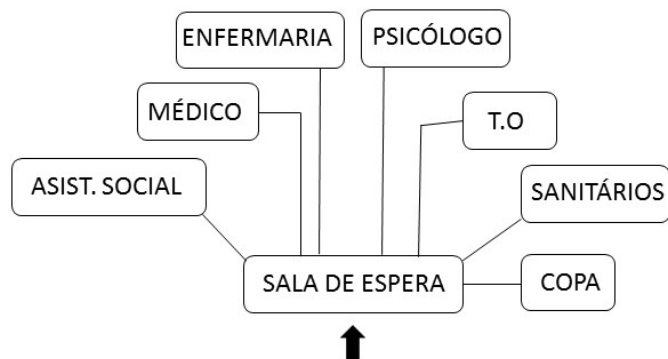 ENFERMARIA
PSICÓLOGO
MÉDICO
T.O
ASIST. SOCIAL
SANITÁRIOS
SALA DE ESPERA
COPA